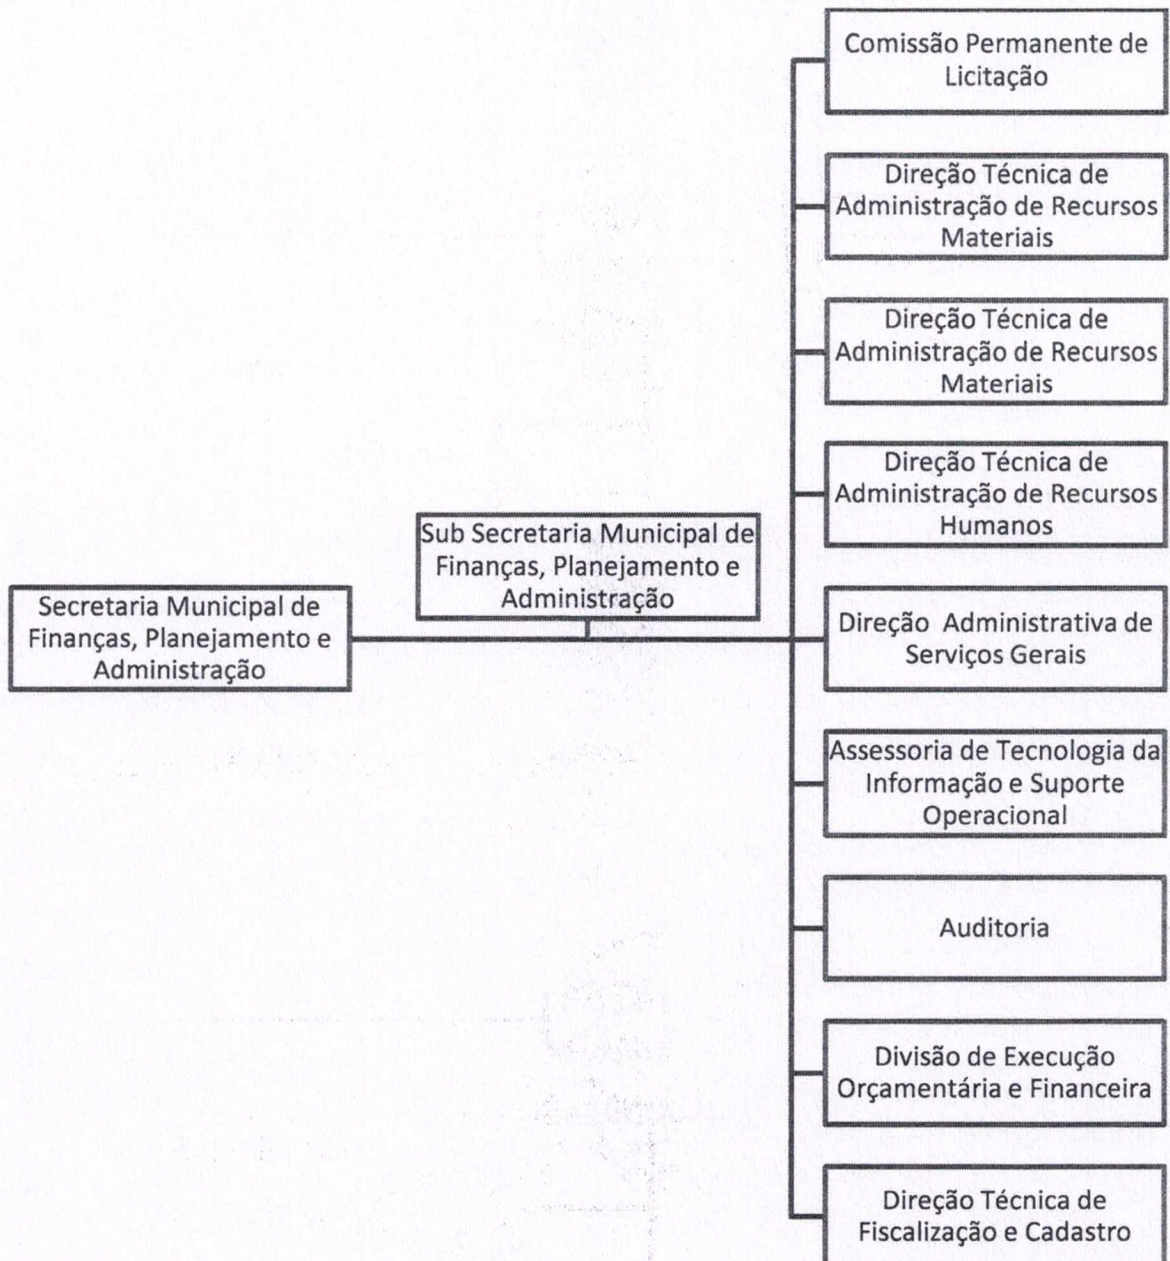 Comissão Permanente de
Licitação
Direção Técnica de
Administração de Recursos
Materiais
Direção Técnica de
Administração de Recursos
Materiais
Direção Técnica de
Administração de Recursos
Humanos
Sub Secretaria Municipal de
Finanças, Planejamento e
Administração
Secretaria Municipal de
Finanças, Planejamento e
Administração
Direção  Administrativa de
Serviços Gerais
Assessoria de Tecnologia da
Informação e Suporte
Operacional
Auditoria
Divisão de Execução
Orçamentária e Financeira
Direção Técnica de
Fiscalização e Cadastro